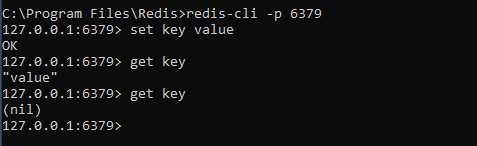 C:\Program Files\Redis>redis-cli -p 6379
127.0.0.1:6379> set key value
OK
127.0.0.1:6379> get key
"value"
127.0.0.1:6379> get key
(nil)
127.0.0.1:6379>